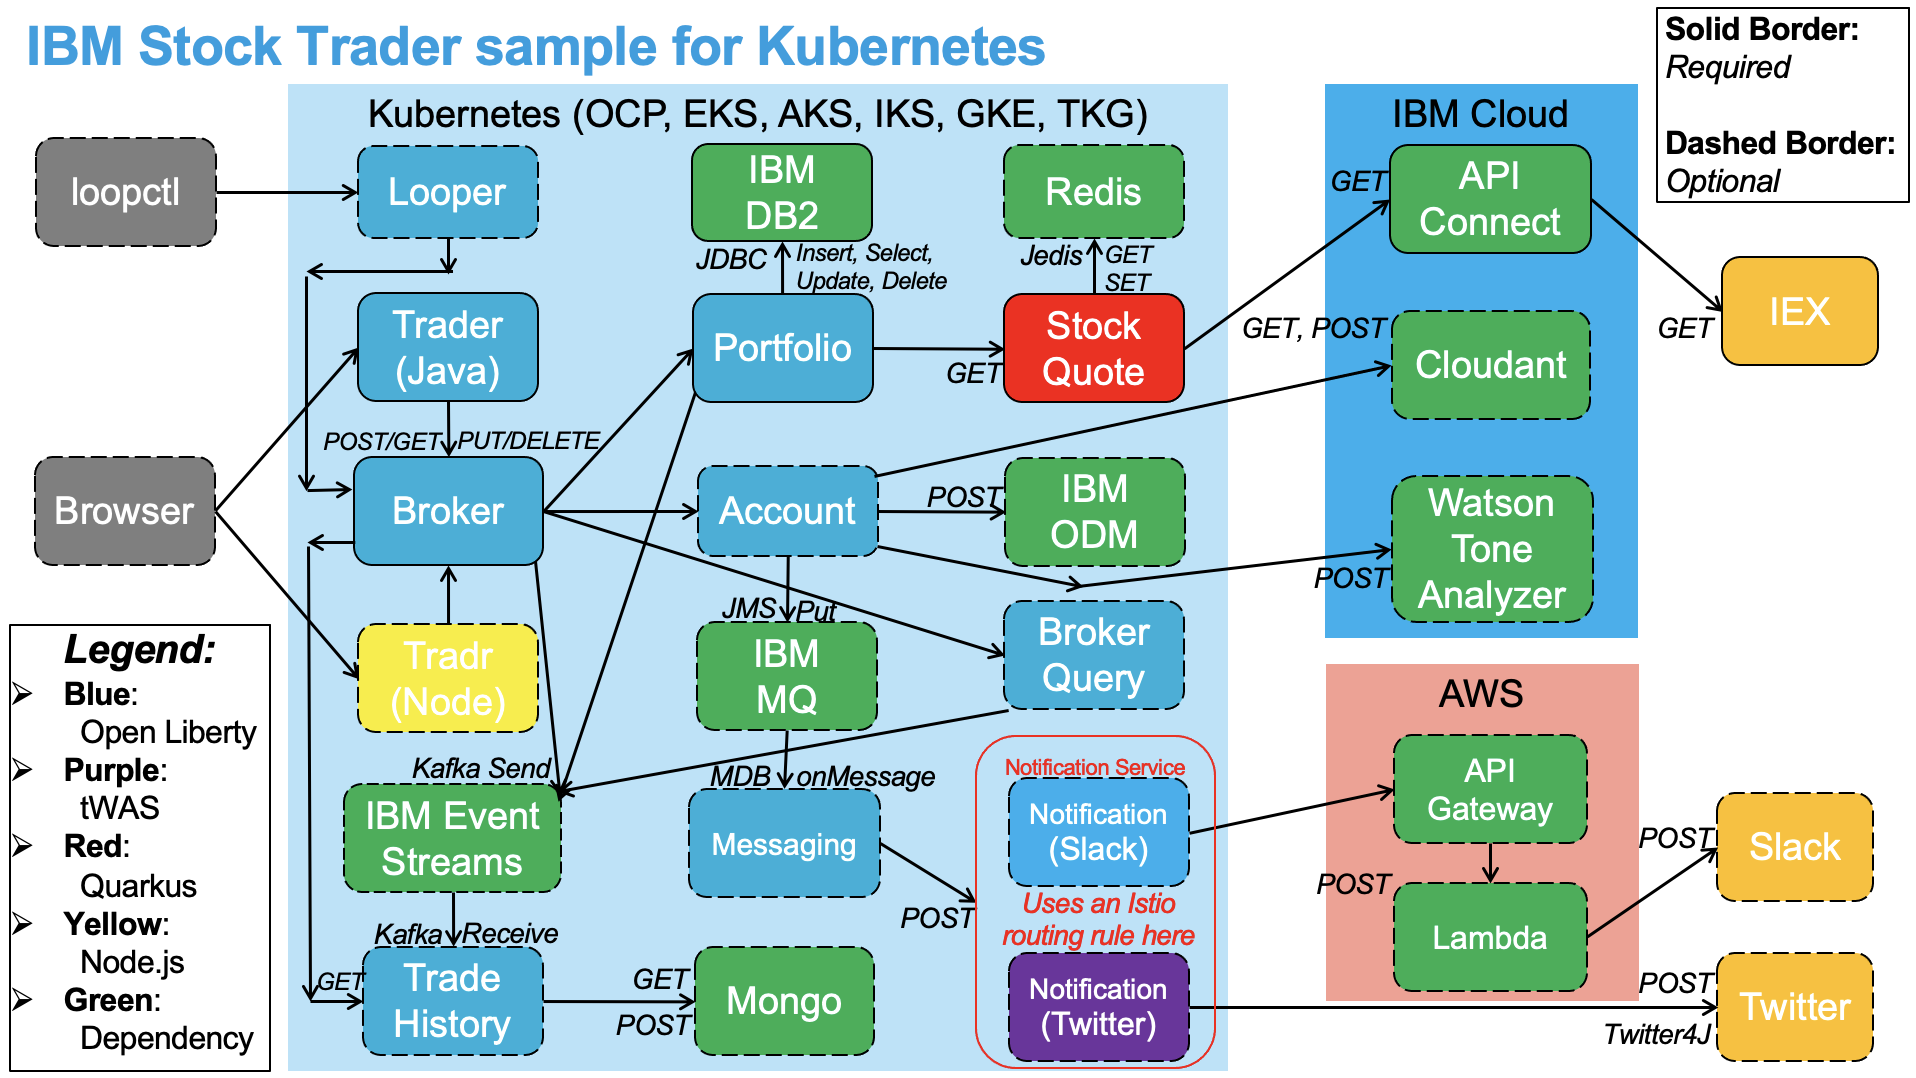 IBM Stock Trader sample for Kubernetes
Solid Border:
Required
Dashed Border:
Optional
Kubernetes (OCP, EKS, AKS, IKS, GKE, TKG)
IBM Cloud
loopctl
Looper
IBM
DB2
Redis
API
Connect
GET
JDBC
Insert, Select,
Update, Delete
Jedis
GET
SET
Trader
(Java)
Portfolio
GET
Stock
Quote
GET, POST
Cloudant
GET
IEX
POST/GET
PUT/DELETE
Browser
Broker
Account
POST
IBM
ODM
POST
Watson
Tone
Analyzer
JMS
Put
Tradr
(Node)
IBM
MQ
Broker
Query
Legend:
➢ Blue:
Open Liberty
➢ Purple:
tWAS
➢ Red:
Quarkus
➢ Yellow:
Node.js
➢ Green:
Dependency
AWS
Kafka Send
IBM Event
Streams
MDB
onMessage
Messaging
POST
Notification Service
Notification
(Slack)
Uses an Istio
routing rule here
Notification
(Twitter)
API
Gateway
POST
Lambda
POST
Slack
Kafka
Receive
GET
Trade
History
GET
POST
Mongo
POST
Twitter4J
Twitter